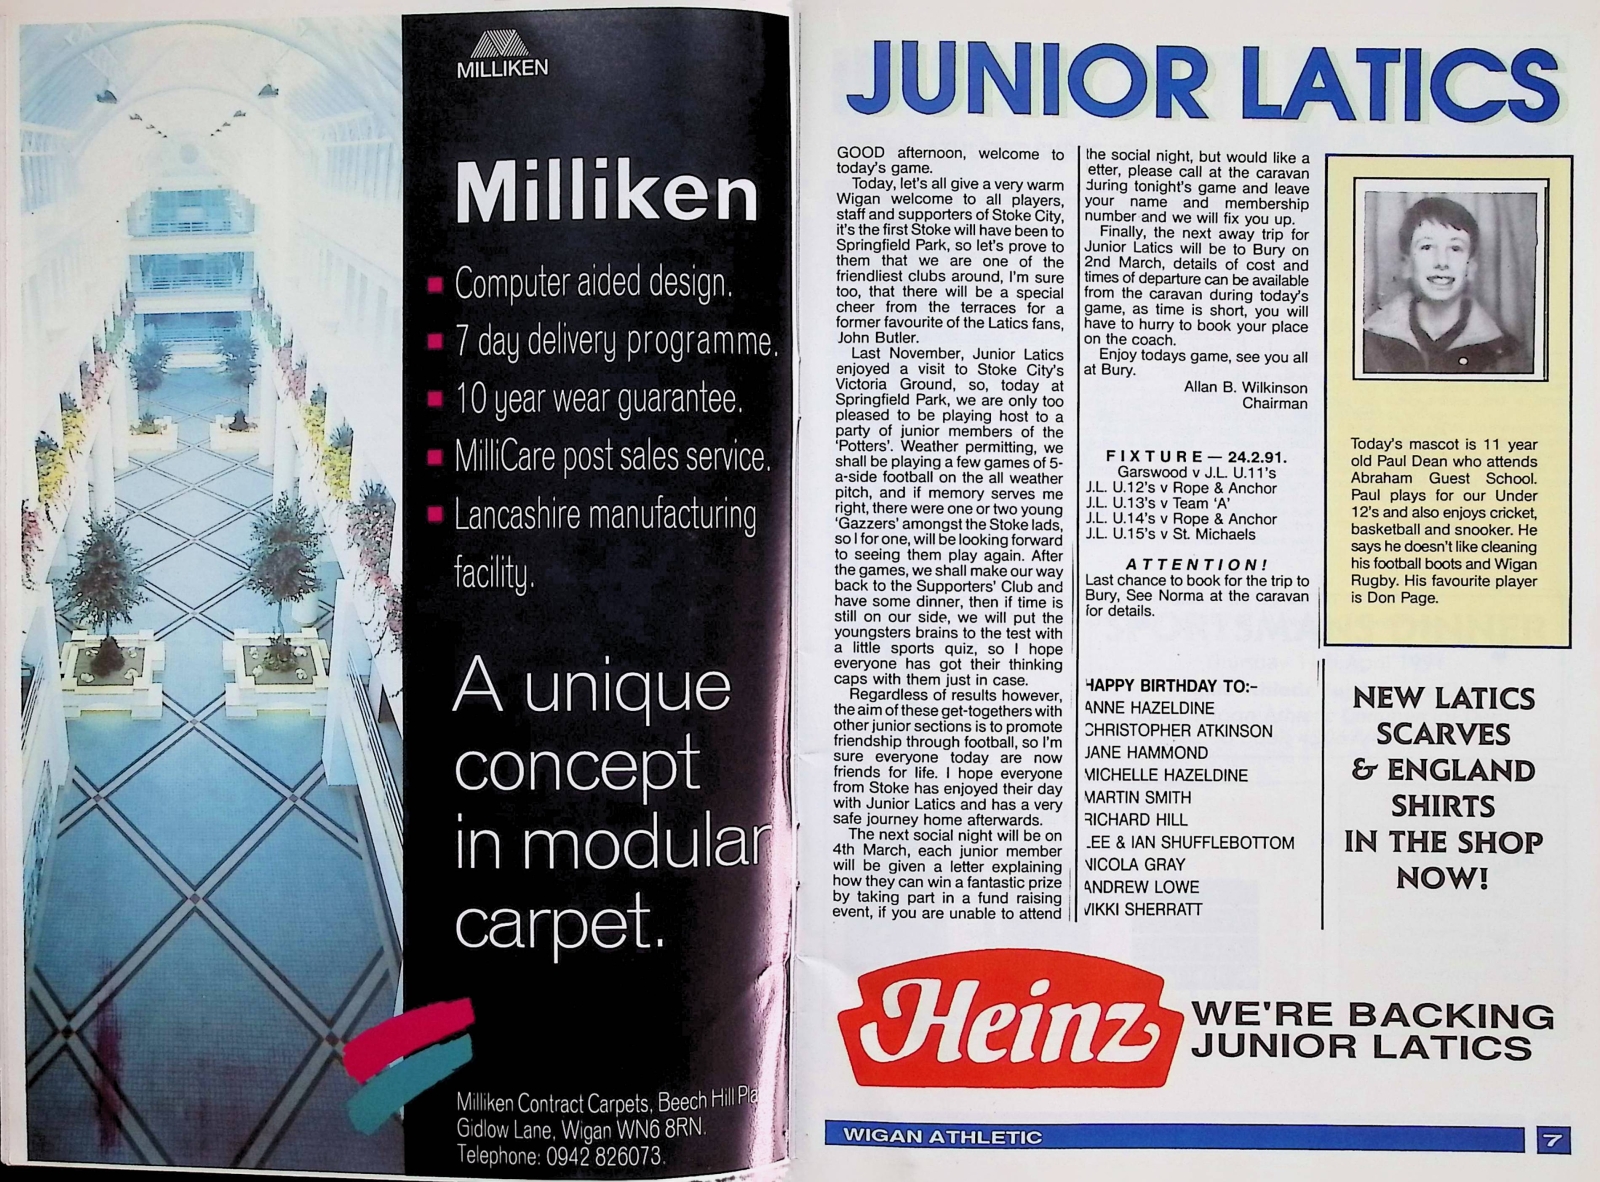 MILLIKEN
Milliken
Computer aided design.
7 day delivery programme.
10 year wear guarantee.
MilliCare post sales service.
Lancashire manufacturing
facility.
A unique
concept
in modular
carpet.
Milliken Contract Carpets, Beech Hill
Gidlow Lane, Wigan WN6 8RN.
Telephone: 0942 826073.
JUNIOR LATICS
GOOD afternoon, welcome to
today's game.
Today, let's all give a very warm
Wigan welcome to all players,
staff and supporters of Stoke City,
it's the first Stoke will have been to
Springfield Park, so let's prove to
them that we are one of the
friendliest clubs around, I'm sure
too, that there will be a special
cheer from the terraces for a
former favourite of the Latics fans,
John Butler.
Last November, Junior Latics
enjoyed a visit to Stoke City's
Victoria Ground, so, today at
Springfield Park, we are only too
pleased to be playing host to a
party of junior members of the
'Potters'. Weather permitting, we
shall be playing a few games of 5-
a-side football on the all weather
pitch, and if memory serves me
right, there were one or two young
'Gazzers' amongst the Stoke lads,
so I for one, will be looking forward
to seeing them play again. After
the games, we shall make our way
back to the Supporters' Club and
have some dinner, then if time is
still on our side, we will put the
youngsters brains to the test with
a little sports quiz, so I hope
everyone has got their thinking
caps with them just in case.
Regardless of results however,
the aim of these get-togethers with
other junior sections is to promote
friendship through football, so I'm
sure everyone today are now
friends for life. I hope everyone
from Stoke has enjoyed their day
with Junior Latics and has a very
safe journey home afterwards.
The next social night will be on
4th March, each junior member
will be given a letter explaining
how they can win a fantastic prize
by taking part in a fund raising
event, if you are unable to attend
the social night, but would like a
etter, please call at the caravan
during tonight's game and leave
your name and membership
number and we will fix you up.
Finally, the next away trip for
Junior Latics will be to Bury on
2nd March, details of cost and
times of departure can be available
from the caravan during today's
game, as time is short, you will
have to hurry to book your place
on the coach.
Enjoy todays game, see you all
at Bury.
Allan B. Wilkinson
Chairman
FIXTURE — 24.2.91.
Garswood v J.L. U.11's
J.L. U.12's v Rope & Anchor
J.L. U.13's v Team 'A'
J.L. U.14's v Rope & Anchor
J.L. U.15's v St. Michaels
ATTENTION!
Last chance to book for the trip to
Bury, See Norma at the caravan
for details.
HAPPY BIRTHDAY TO:-
ANNE HAZELDINE
CHRISTOPHER ATKINSON
JANE HAMMOND
MICHELLE HAZELDINE
MARTIN SMITH
RICHARD HILL
LEE & IAN SHUFFLEBOTTOM
NICOLA GRAY
ANDREW LOWE
VIKKI SHERRATT
Today's mascot is 11 year
old Paul Dean who attends
Abraham Guest School.
Paul plays for our Under
12's and also enjoys cricket,
basketball and snooker. He
says he doesn't like cleaning
his football boots and Wigan
Rugby. His favourite player
is Don Page.
NEW LATICS
SCARVES
& ENGLAND
SHIRTS
IN THE SHOP
NOW!
Heinz
WE'RE BACKING
JUNIOR LATICS
WIGAN ATHLETIC
7